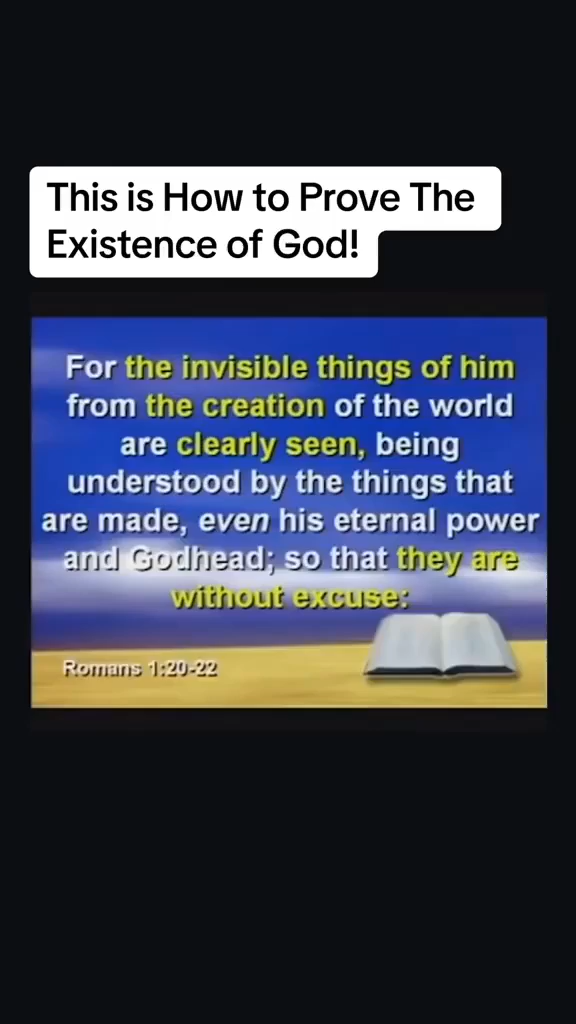 This is How to Prove The
Existence of God!
For the invisible things of him
from the creation of the world
are clearly seen, being
understood by the things that
are made, even his eternal power
and Godhead; so that they are
without excuse:
Romans 1:20-22